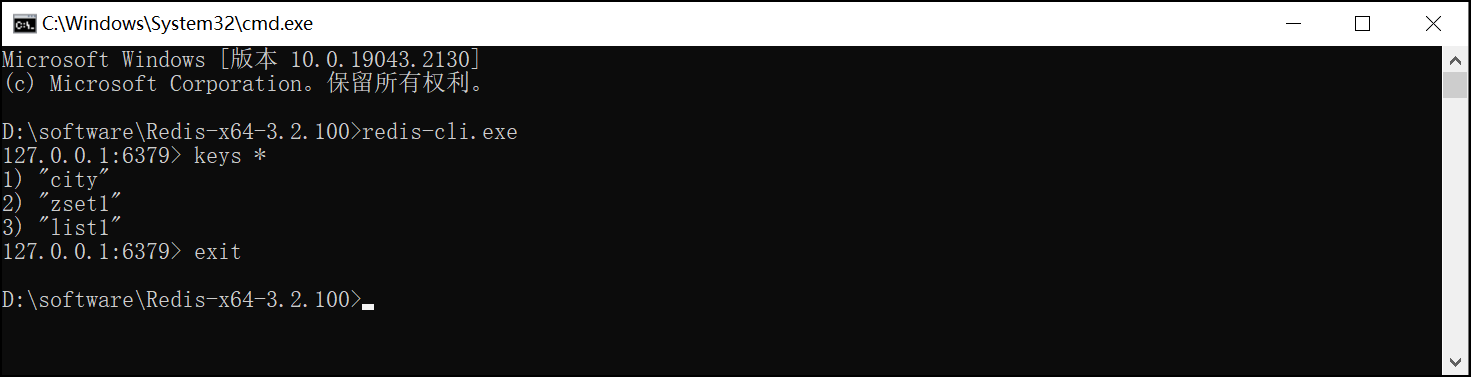 C:\Windows\System32\cmd.exe
Microsoft Windows [版本 10.0.19043.2130]
(c) Microsoft Corporation。保留所有权利。
D:\software\Redis-x64-3.2.100>redis-cli.exe
127.0.0.1:6379> keys *
1) "city"
2) "zset1"
3) "list1"
127.0.0.1:6379> exit
D:\software\Redis-x64-3.2.100>